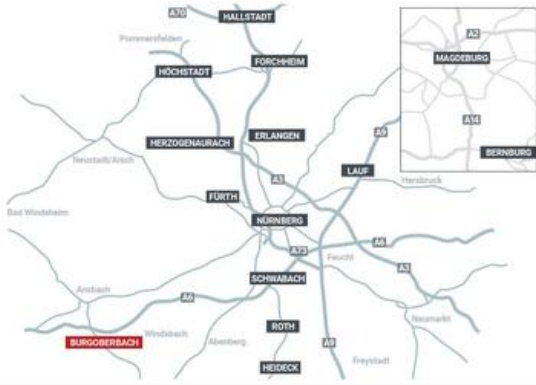 A70
HALLSTADT
Pommersfelden
FORCHHEIM
HÖCHSTADT
A2
MAGDEBURG
A14
BERNBURG
A9
ERLANGEN
HERZOGENAURACH
Neustadt/Aisch
LAUF
A3
Hersbruck
FÜRTH
Bad Windsheim
NÜRNBERG
A6
A73
Feucht
A3
SCHWABACH
Ansbach
A6
Neumarkt
ROTH
Windsbach
Abenberg
BURGOBERBACH
A9
Freystadt
HEIDECK